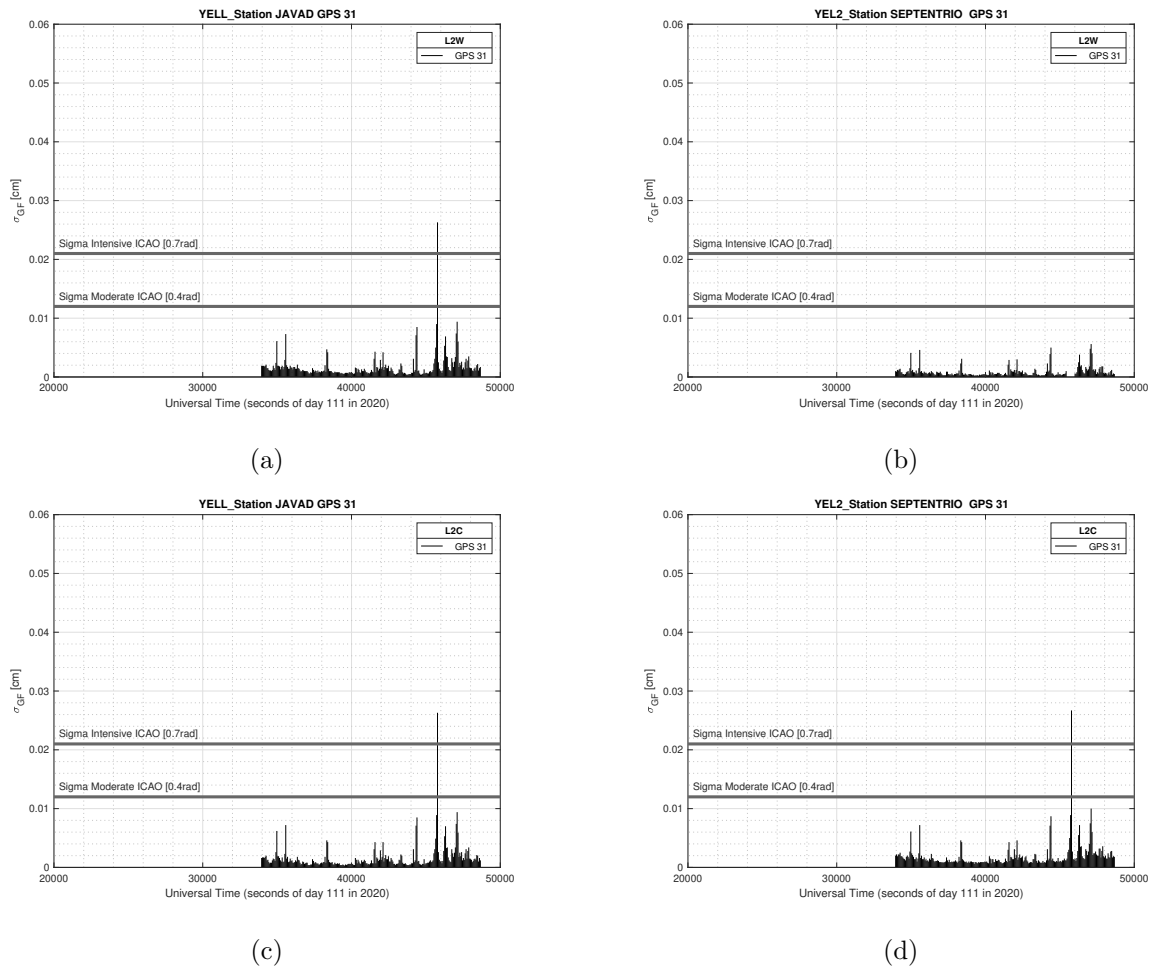 YELL_Station JAVAD GPS 31
0.06
0.05
0.04
0.03
0.02
0.01
0
σGF [cm]
L2W
GPS 31
Sigma Intensive ICAO [0.7rad]
Sigma Moderate ICAO [0.4rad]
20000 30000 40000 50000
Universal Time (seconds of day 111 in 2020)
(a)
YEL2_Station SEPTENTRIO GPS 31
0.06
0.05
0.04
0.03
0.02
0.01
0
σGF [cm]
L2W
GPS 31
Sigma Intensive ICAO [0.7rad]
Sigma Moderate ICAO [0.4rad]
20000 30000 40000 50000
Universal Time (seconds of day 111 in 2020)
(b)
YELL_Station JAVAD GPS 31
0.06
0.05
0.04
0.03
0.02
0.01
0
σGF [cm]
L2C
GPS 31
Sigma Intensive ICAO [0.7rad]
Sigma Moderate ICAO [0.4rad]
20000 30000 40000 50000
Universal Time (seconds of day 111 in 2020)
(c)
YEL2_Station SEPTENTRIO GPS 31
0.06
0.05
0.04
0.03
0.02
0.01
0
σGF [cm]
L2C
GPS 31
Sigma Intensive ICAO [0.7rad]
Sigma Moderate ICAO [0.4rad]
20000 30000 40000 50000
Universal Time (seconds of day 111 in 2020)
(d)